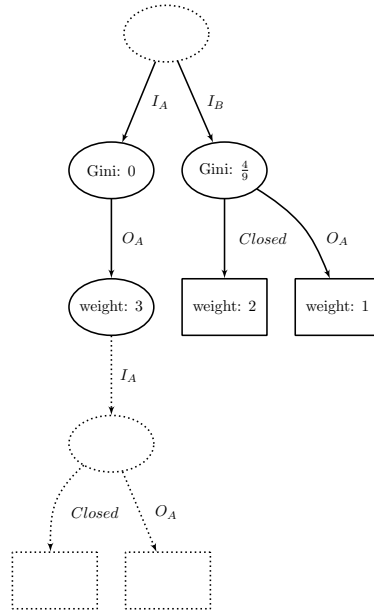 I_A I_B
Gini: 0 Gini: 4/9
O_A Closed O_A
weight: 3 weight: 2 weight: 1
I_A
Closed O_A